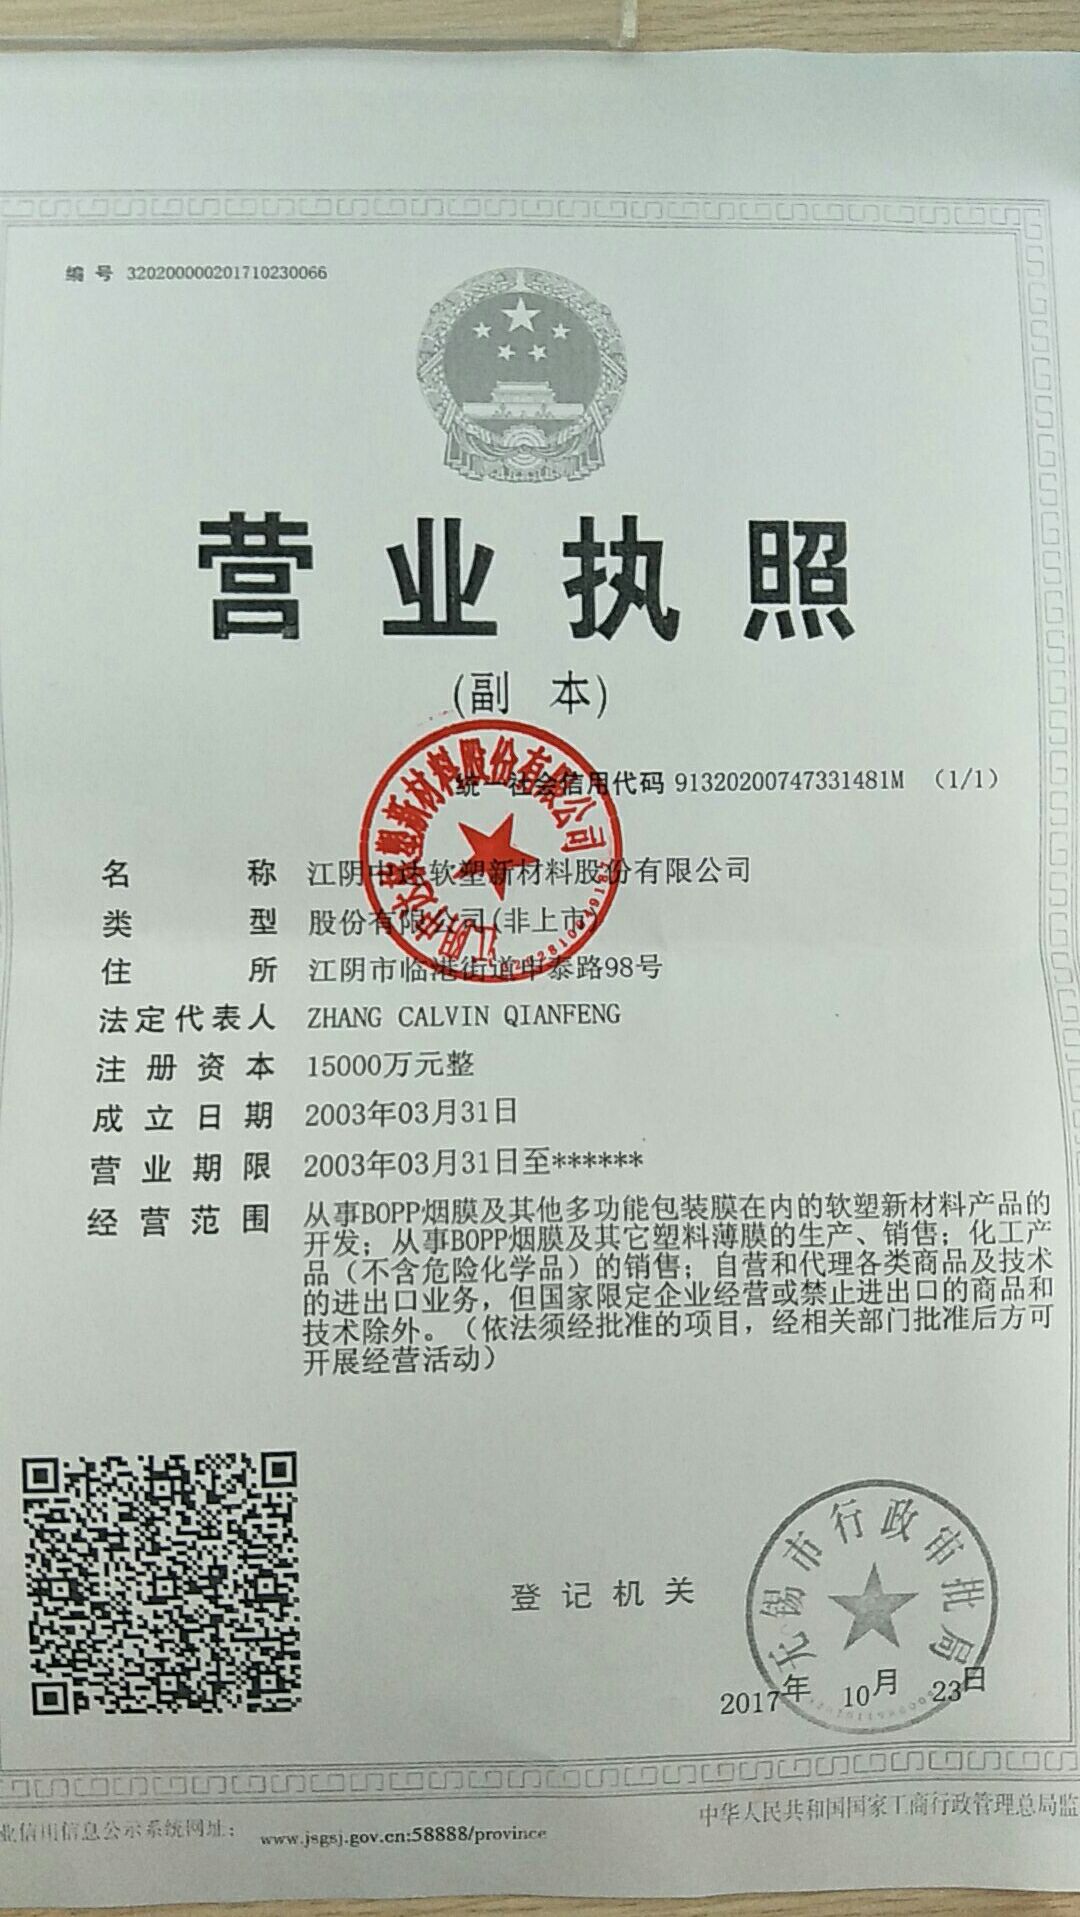 编 号 320200000201710230066
营业执照
(副 本)
统一社会信用代码 91320200747331481M （1/1）
江阴中达软塑新材料股份有限公司
名 称 江阴中达软塑新材料股份有限公司
类 型 股份有限公司(非上市)
住 所 江阴市临港街道申泰路98号
法定代表人 ZHANG CALVIN QIANFENG
注册资本 15000万元整
成立日期 2003年03月31日
营业期限 2003年03月31日至******
经营范围 从事BOPP烟膜及其他多功能包装膜在内的软塑新材料产品的
开发；从事BOPP烟膜及其它塑料薄膜的生产、销售；化工产
品（不含危险化学品）的销售；自营和代理各类商品及技术
的进出口业务，但国家限定企业经营或禁止进出口的商品和
技术除外。（依法须经批准的项目，经相关部门批准后方可
开展经营活动）
登记机关
无锡市行政审批局
2017年 10月 23日
业信用信息公示系统网址： www.jsgsj.gov.cn:58888/province
中华人民共和国国家工商行政管理总局监